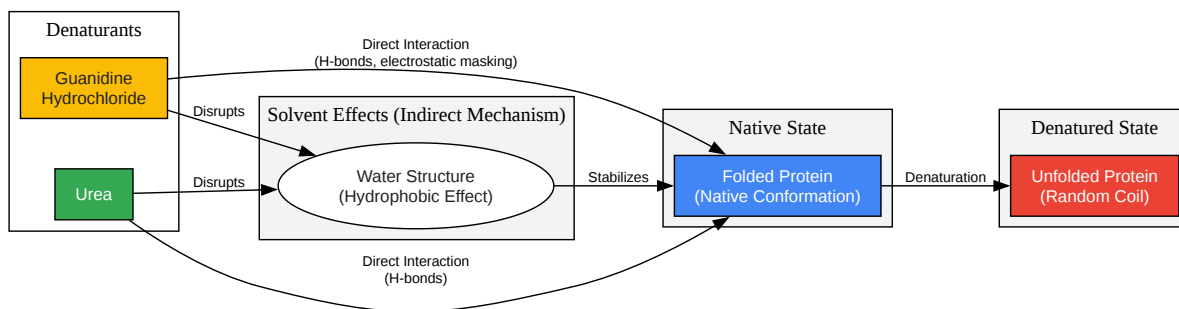 Denaturants
Guanidine
Hydrochloride
Urea
Direct Interaction
(H-bonds, electrostatic masking)
Disrupts
Disrupts
Solvent Effects (Indirect Mechanism)
Water Structure
(Hydrophobic Effect)
Stabilizes
Direct Interaction
(H-bonds)
Native State
Folded Protein
(Native Conformation)
Denaturation
Denatured State
Unfolded Protein
(Random Coil)